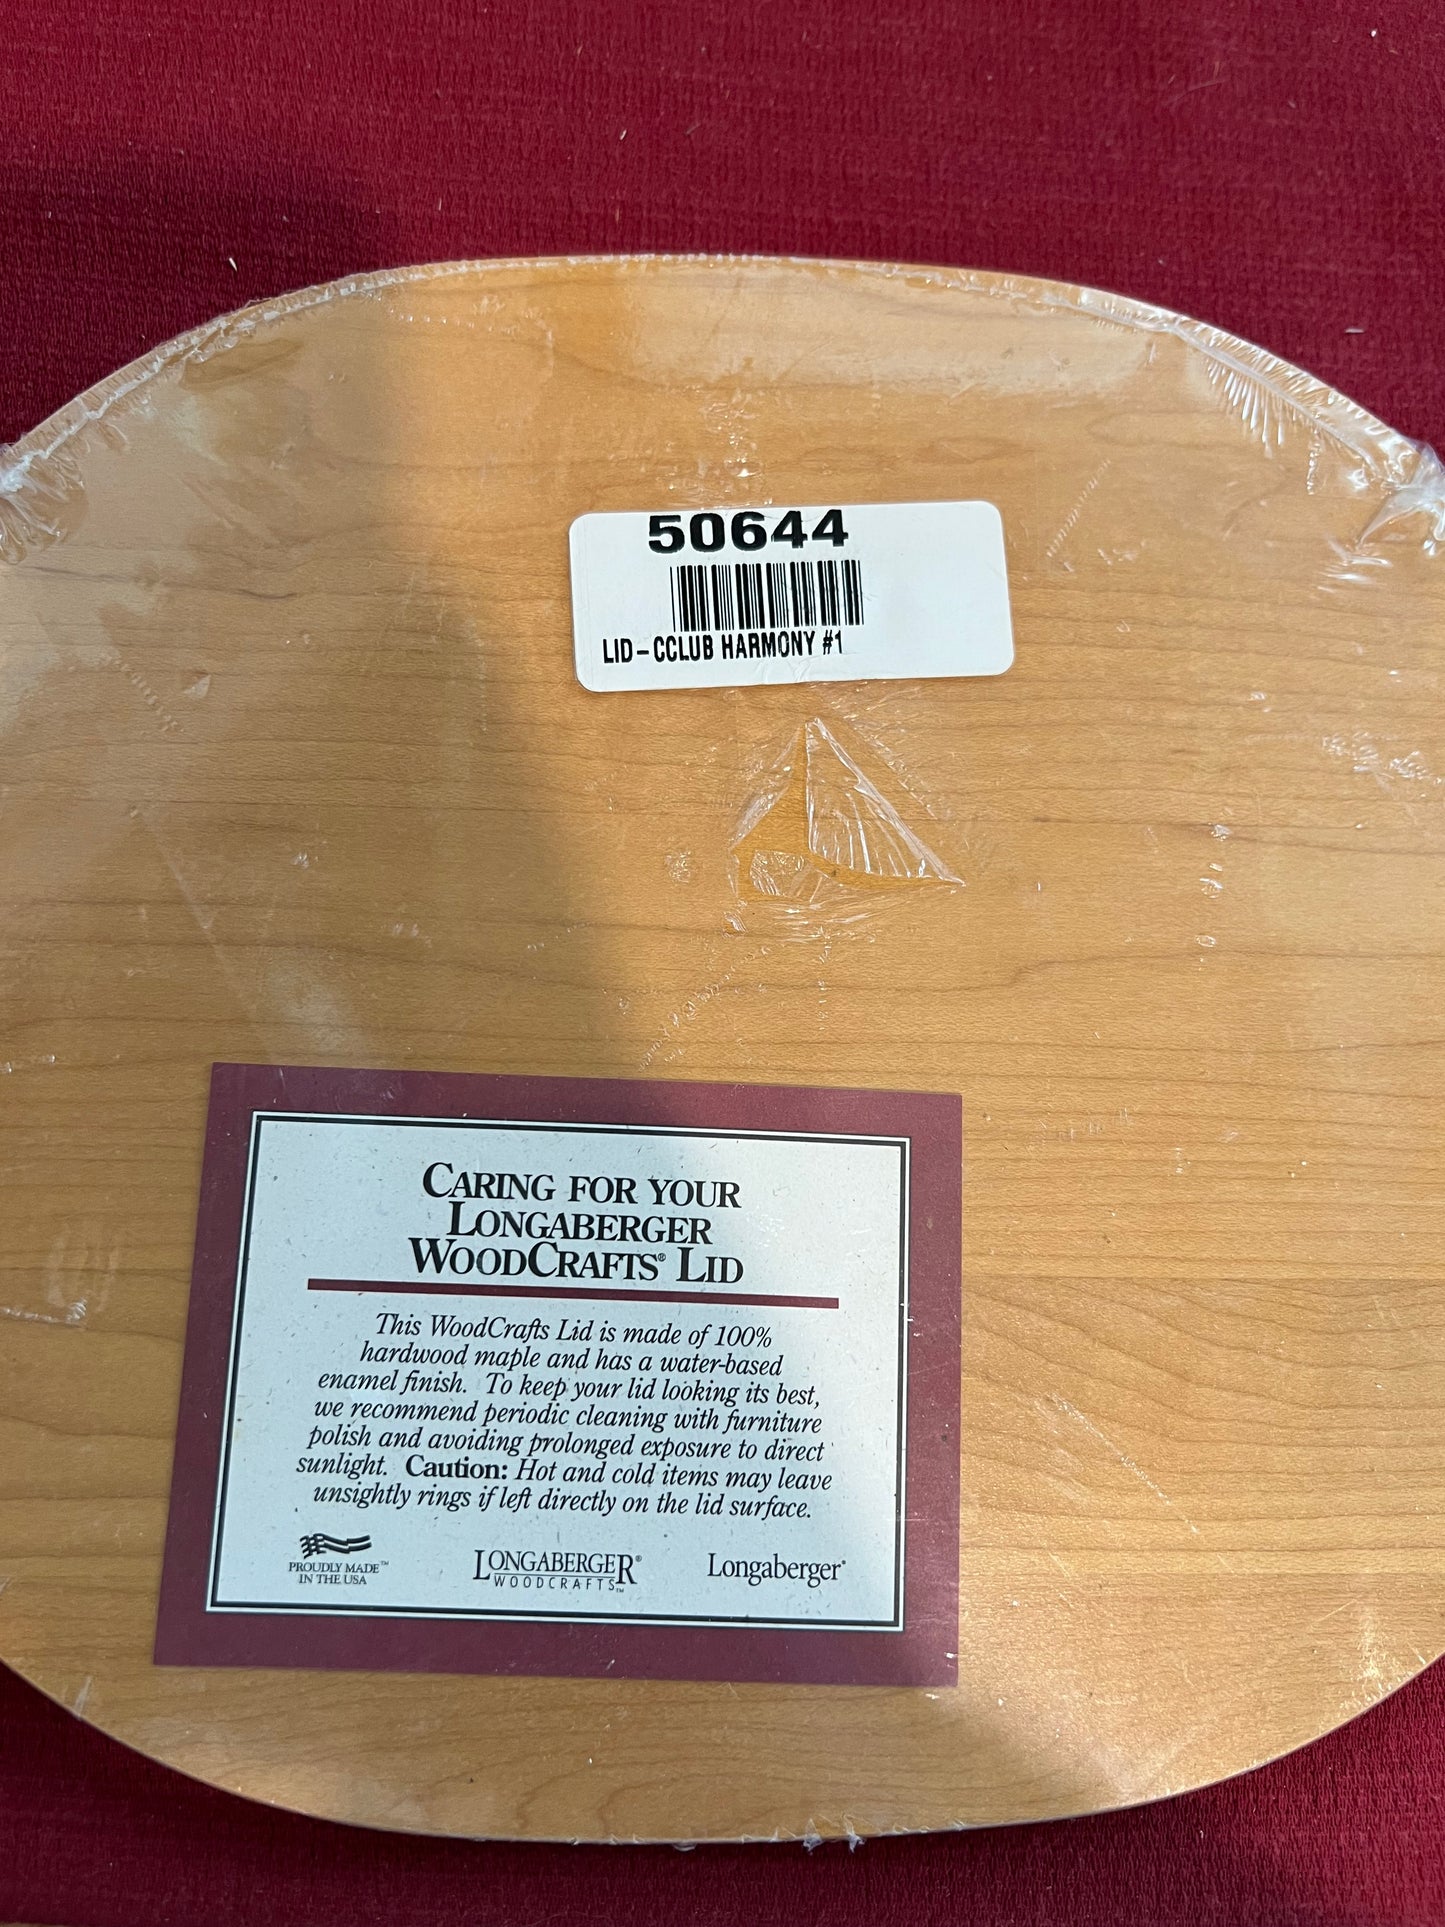 50644
LID-CCLUB HARMONY #1
CARING FOR YOUR
LONGABERGER
WOODCRAFTS® LID
This WoodCrafts Lid is made of 100%
hardwood maple and has a water-based
enamel finish. To keep your lid looking its best,
we recommend periodic cleaning with furniture
polish and avoiding prolonged exposure to direct
sunlight. Caution: Hot and cold items may leave
unsightly rings if left directly on the lid surface.
PROUDLY MADE™
IN THE USA
LONGABERGER®
WOODCRAFTS™
Longaberger®